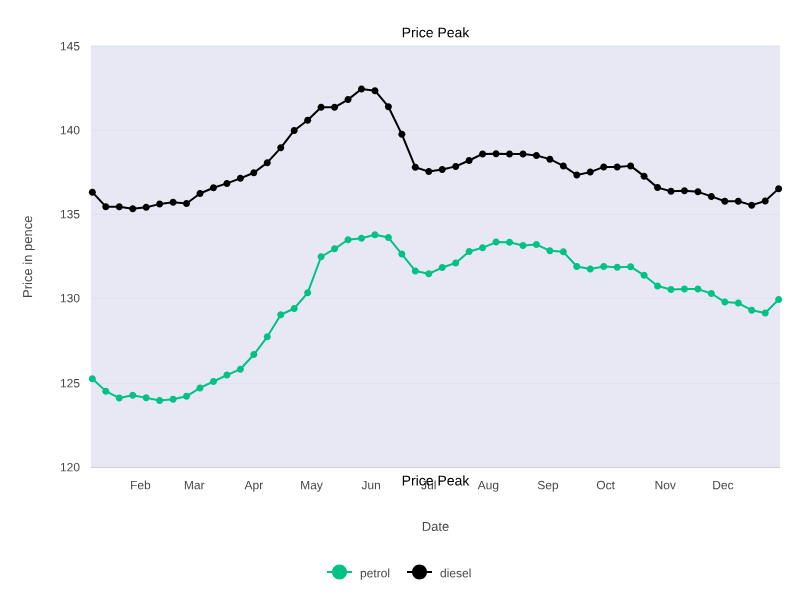 Price Peak
145
140
135
130
125
120
Price in pence
Price Peak
Feb Mar Apr May Jun Jul Aug Sep Oct Nov Dec
Date
petrol diesel